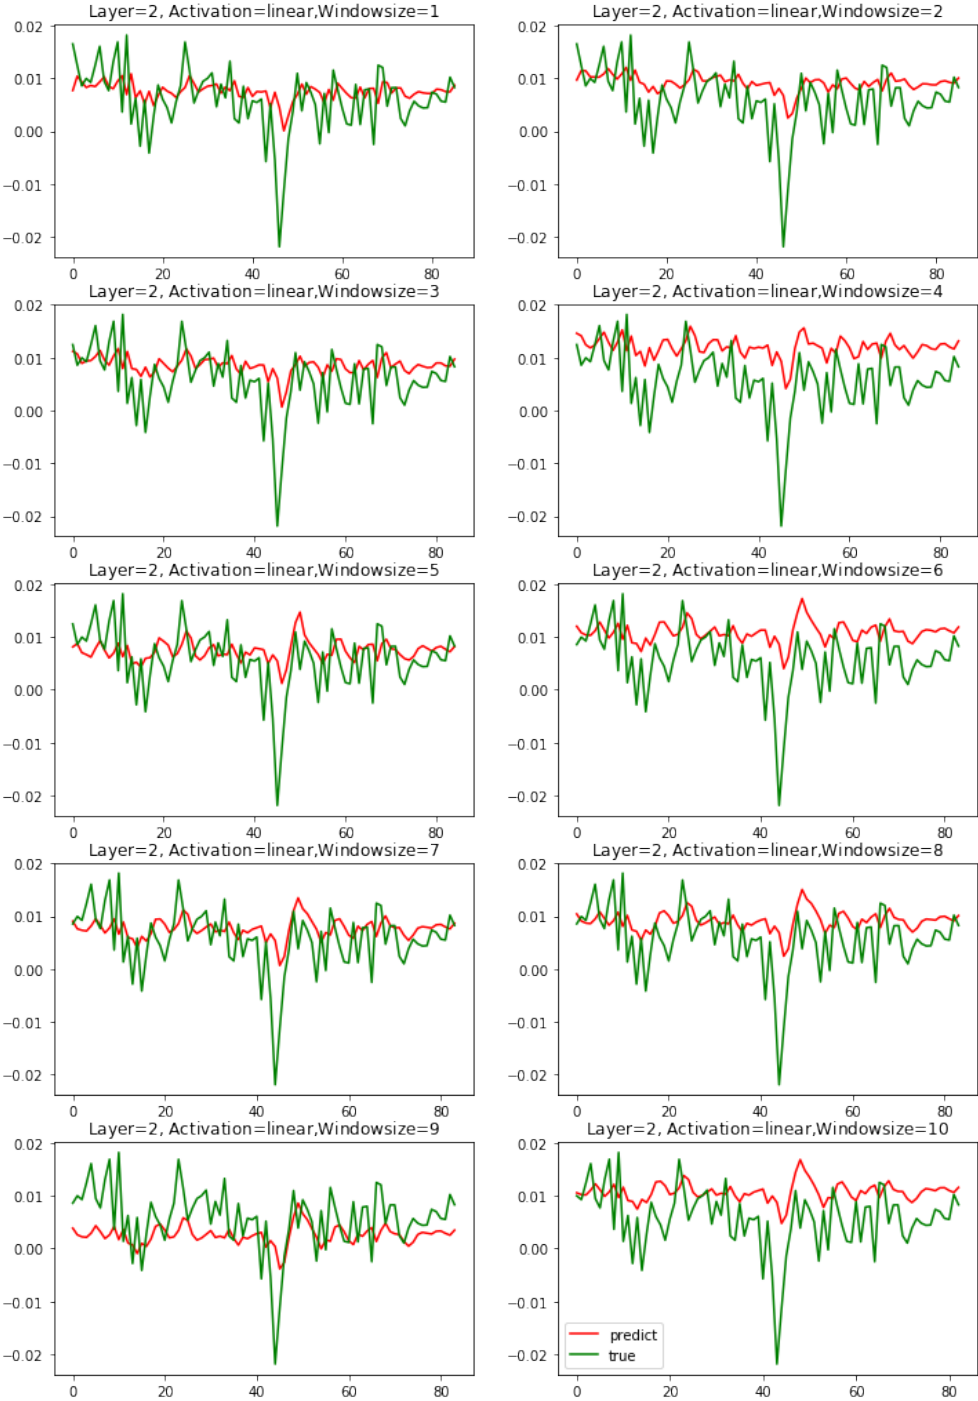 Layer=2, Activation=linear,Windowsize=1
0.02
0.01
0.00
−0.01
−0.02
0 20 40 60 80
Layer=2, Activation=linear,Windowsize=2
0.02
0.01
0.00
−0.01
−0.02
0 20 40 60 80
Layer=2, Activation=linear,Windowsize=3
0.02
0.01
0.00
−0.01
−0.02
0 20 40 60 80
Layer=2, Activation=linear,Windowsize=4
0.02
0.01
0.00
−0.01
−0.02
0 20 40 60 80
Layer=2, Activation=linear,Windowsize=5
0.02
0.01
0.00
−0.01
−0.02
0 20 40 60 80
Layer=2, Activation=linear,Windowsize=6
0.02
0.01
0.00
−0.01
−0.02
0 20 40 60 80
Layer=2, Activation=linear,Windowsize=7
0.02
0.01
0.00
−0.01
−0.02
0 20 40 60 80
Layer=2, Activation=linear,Windowsize=8
0.02
0.01
0.00
−0.01
−0.02
0 20 40 60 80
Layer=2, Activation=linear,Windowsize=9
0.02
0.01
0.00
−0.01
−0.02
0 20 40 60 80
Layer=2, Activation=linear,Windowsize=10
0.02
0.01
0.00
−0.01
−0.02
predict
true
0 20 40 60 80